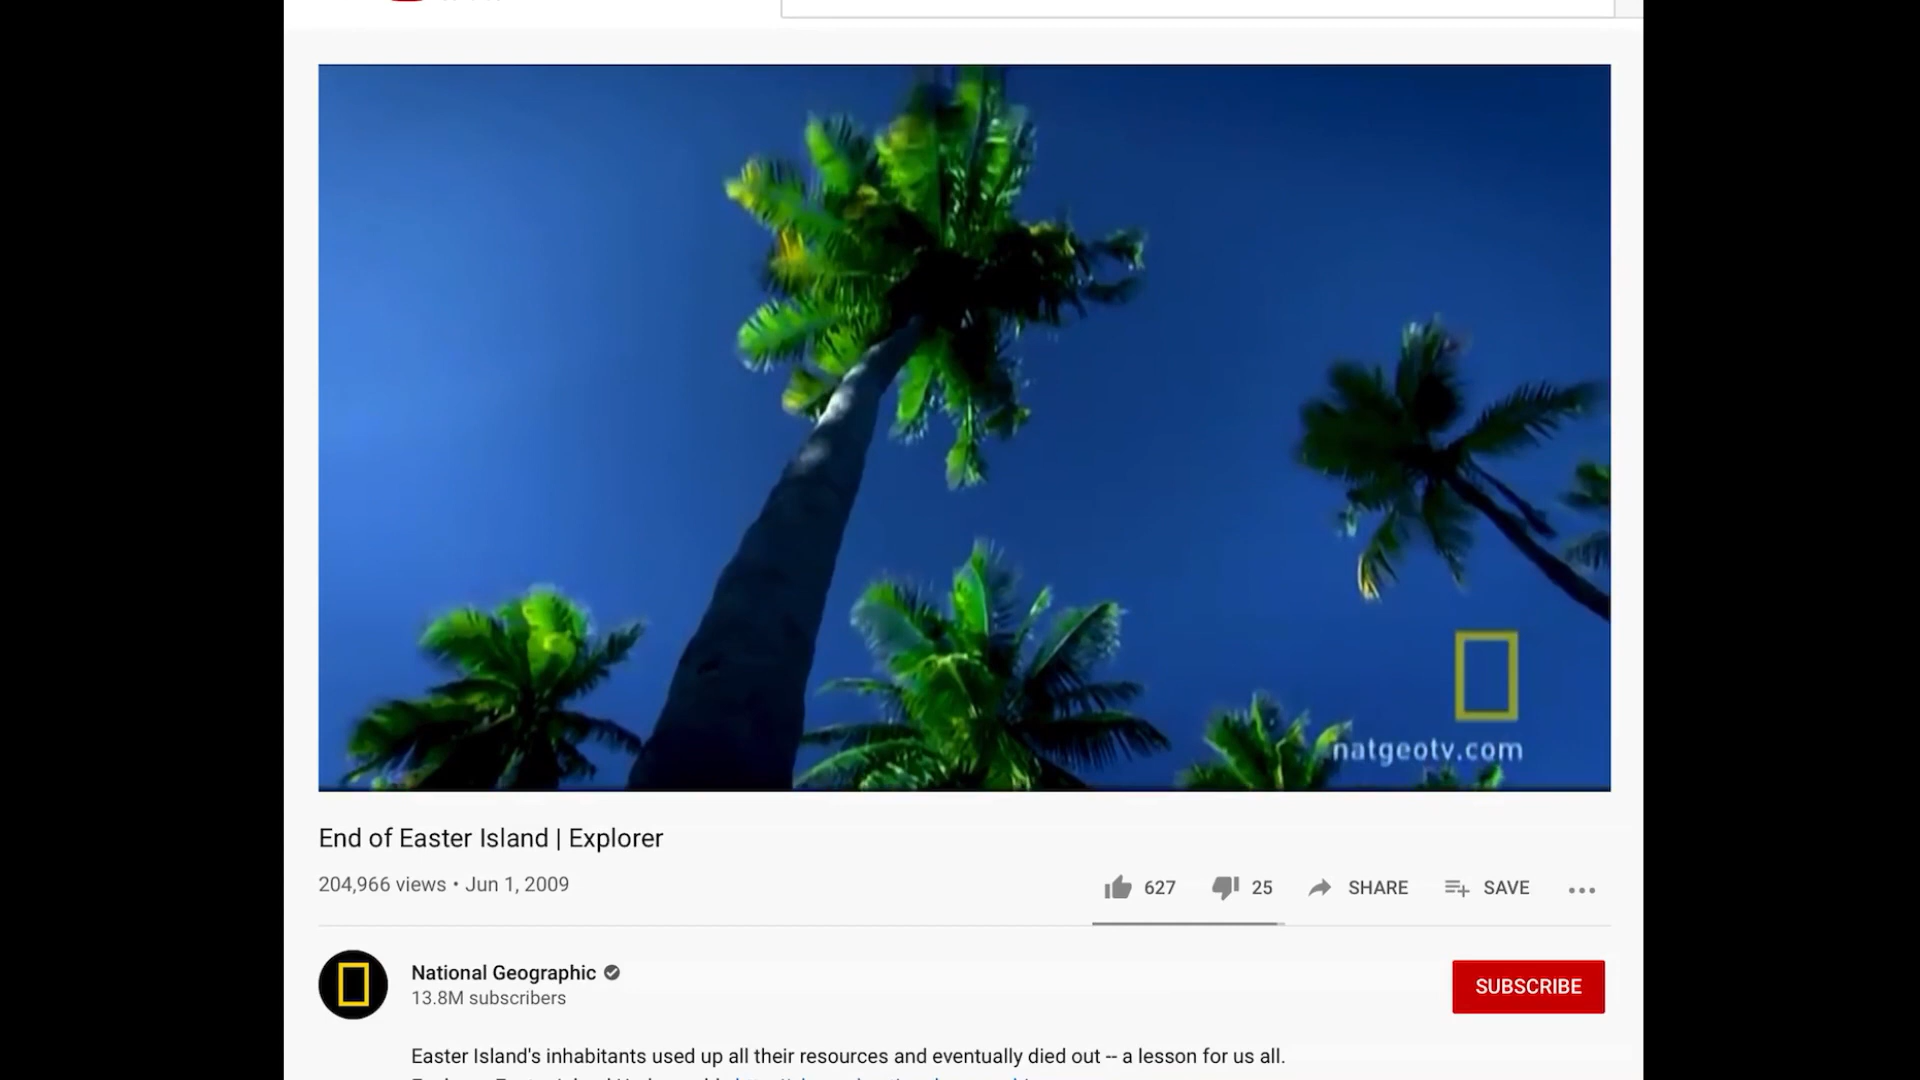 natgeotv.com
End of Easter Island | Explorer
204,966 views • Jun 1, 2009
627 25 SHARE SAVE
National Geographic
13.8M subscribers
SUBSCRIBE
Easter Island's inhabitants used up all their resources and eventually died out -- a lesson for us all.